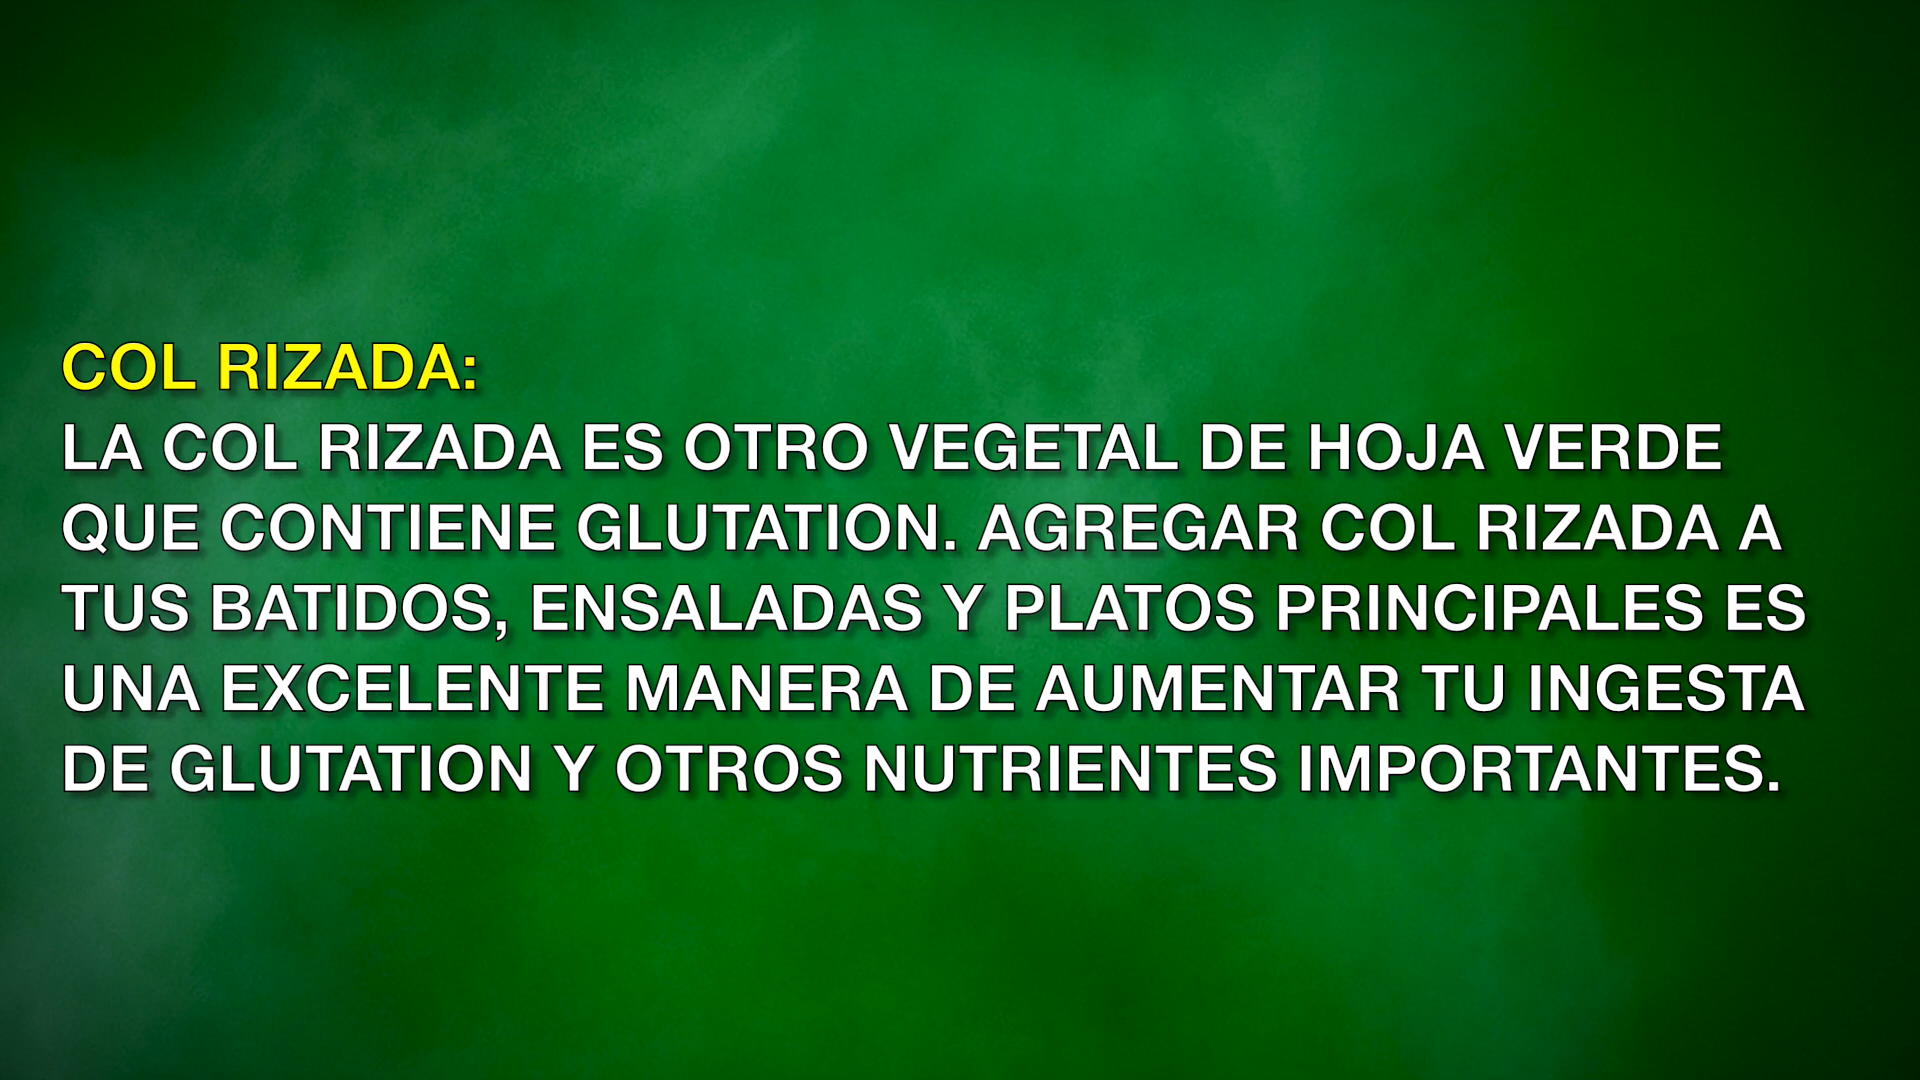 COL RIZADA:
LA COL RIZADA ES OTRO VEGETAL DE HOJA VERDE
QUE CONTIENE GLUTATION. AGREGAR COL RIZADA A
TUS BATIDOS, ENSALADAS Y PLATOS PRINCIPALES ES
UNA EXCELENTE MANERA DE AUMENTAR TU INGESTA
DE GLUTATION Y OTROS NUTRIENTES IMPORTANTES.